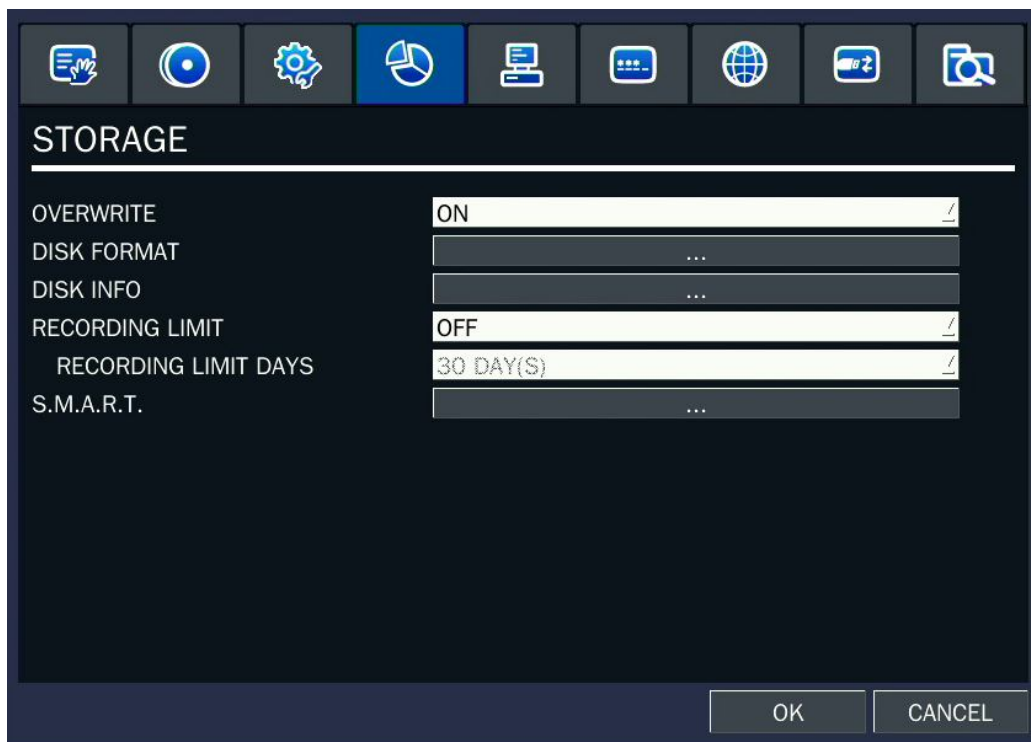 STORAGE
OVERWRITE ON
DISK FORMAT ...
DISK INFO ...
RECORDING LIMIT OFF
RECORDING LIMIT DAYS 30 DAY(S)
S.M.A.R.T. ...
OK CANCEL